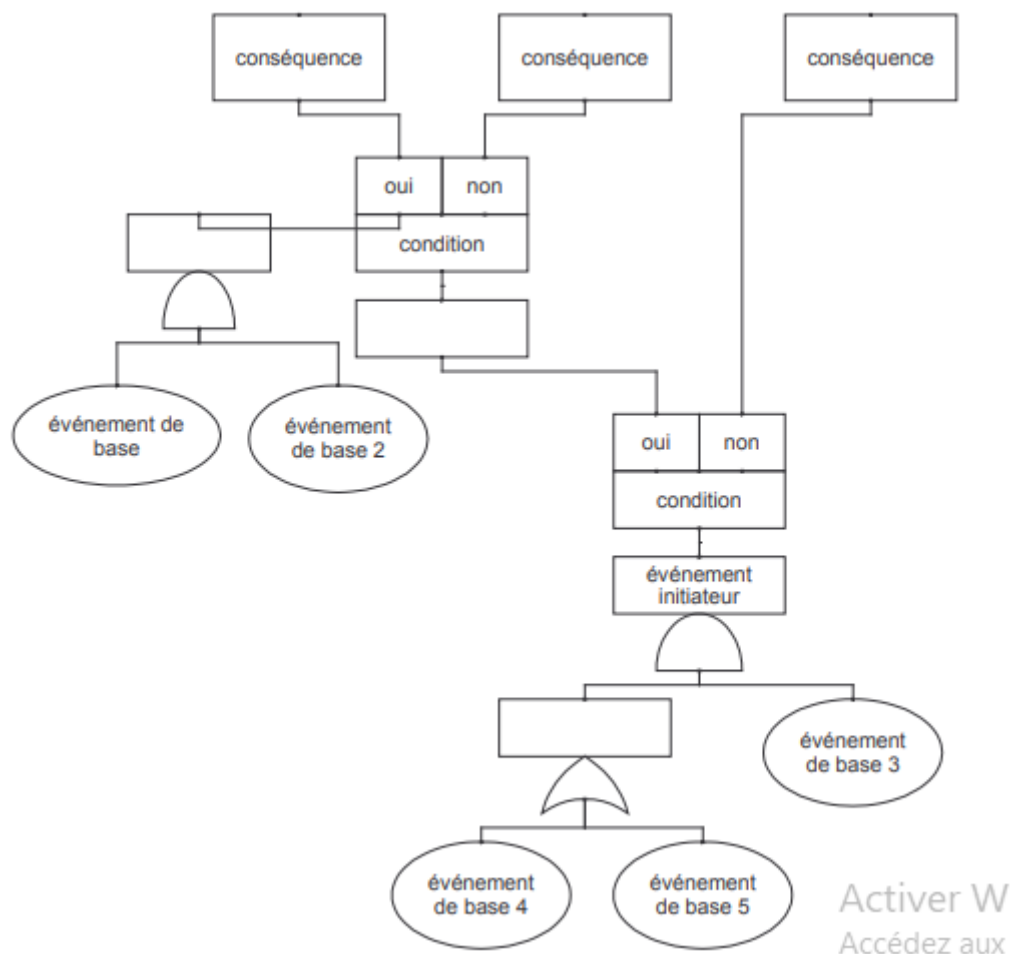 conséquence
conséquence
conséquence
oui
non
condition
événement de
base
événement
de base 2
oui
non
condition
événement
initiateur
événement
de base 3
événement
de base 4
événement
de base 5
Activer W
Accédez aux